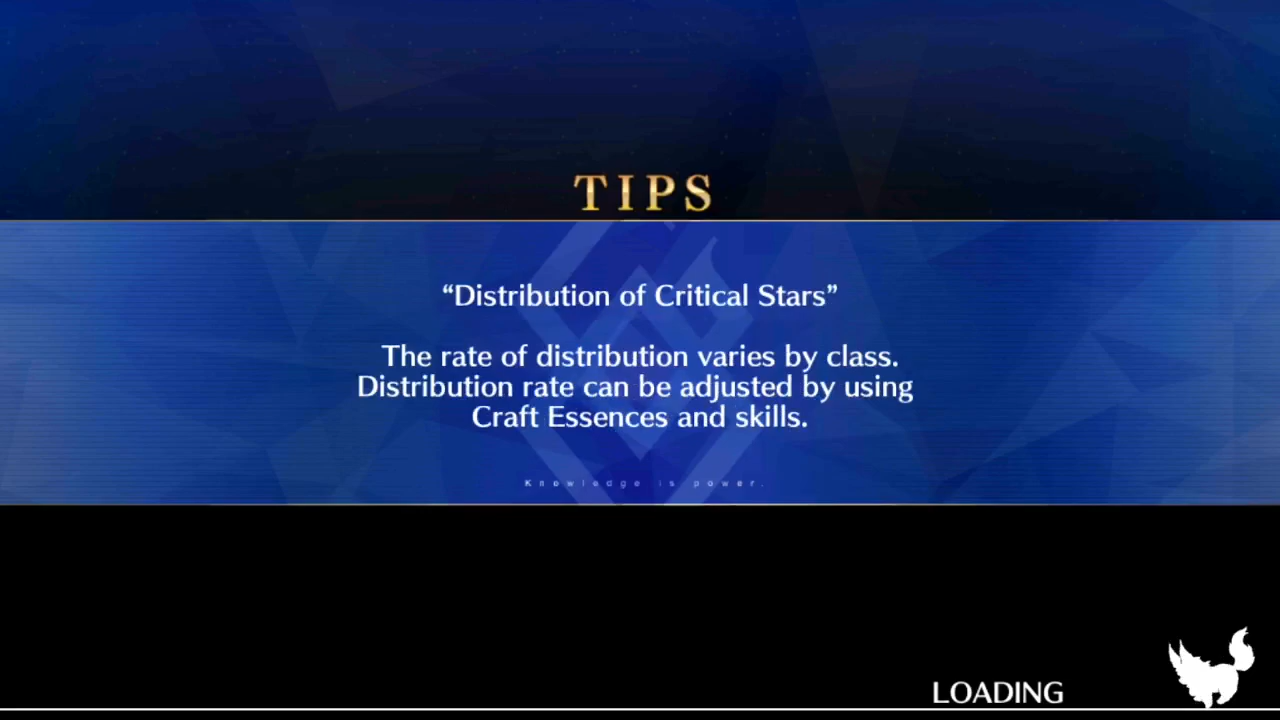 TIPS
“Distribution of Critical Stars”
The rate of distribution varies by class.
Distribution rate can be adjusted by using
Craft Essences and skills.
Knowledge is power.
LOADING